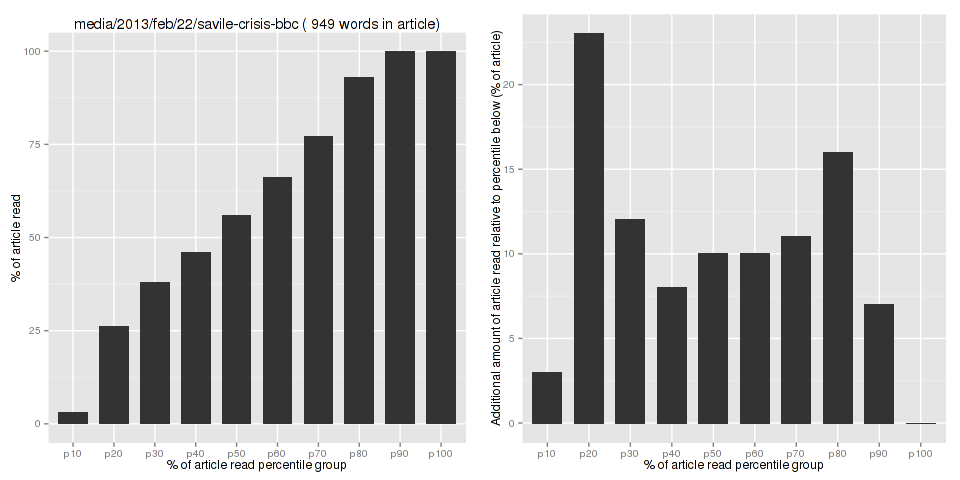 media/2013/feb/22/savile-crisis-bbc ( 949 words in article)
% of article read
100
75
50
25
0
p10 p20 p30 p40 p50 p60 p70 p80 p90 p100
% of article read percentile group
Additional amount of article read relative to percentile below (% of article)
20
15
10
5
0
p10 p20 p30 p40 p50 p60 p70 p80 p90 p100
% of article read percentile group